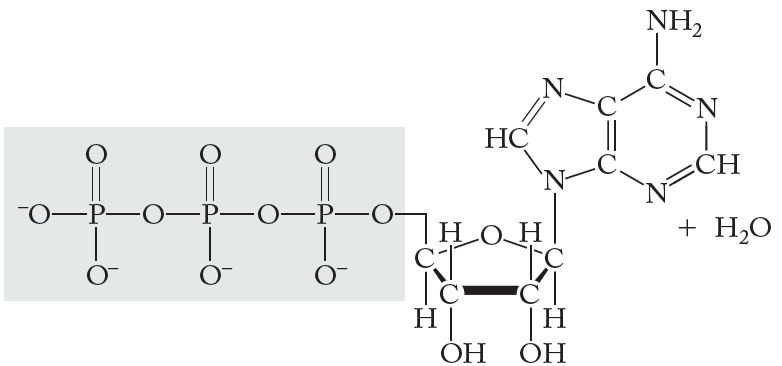 NH₂
N C C N
HC C CH
N N
O O O
⁻O P O P O P O H O H + H₂O
C C
O⁻ O⁻ O⁻ C C
H H
OH OH